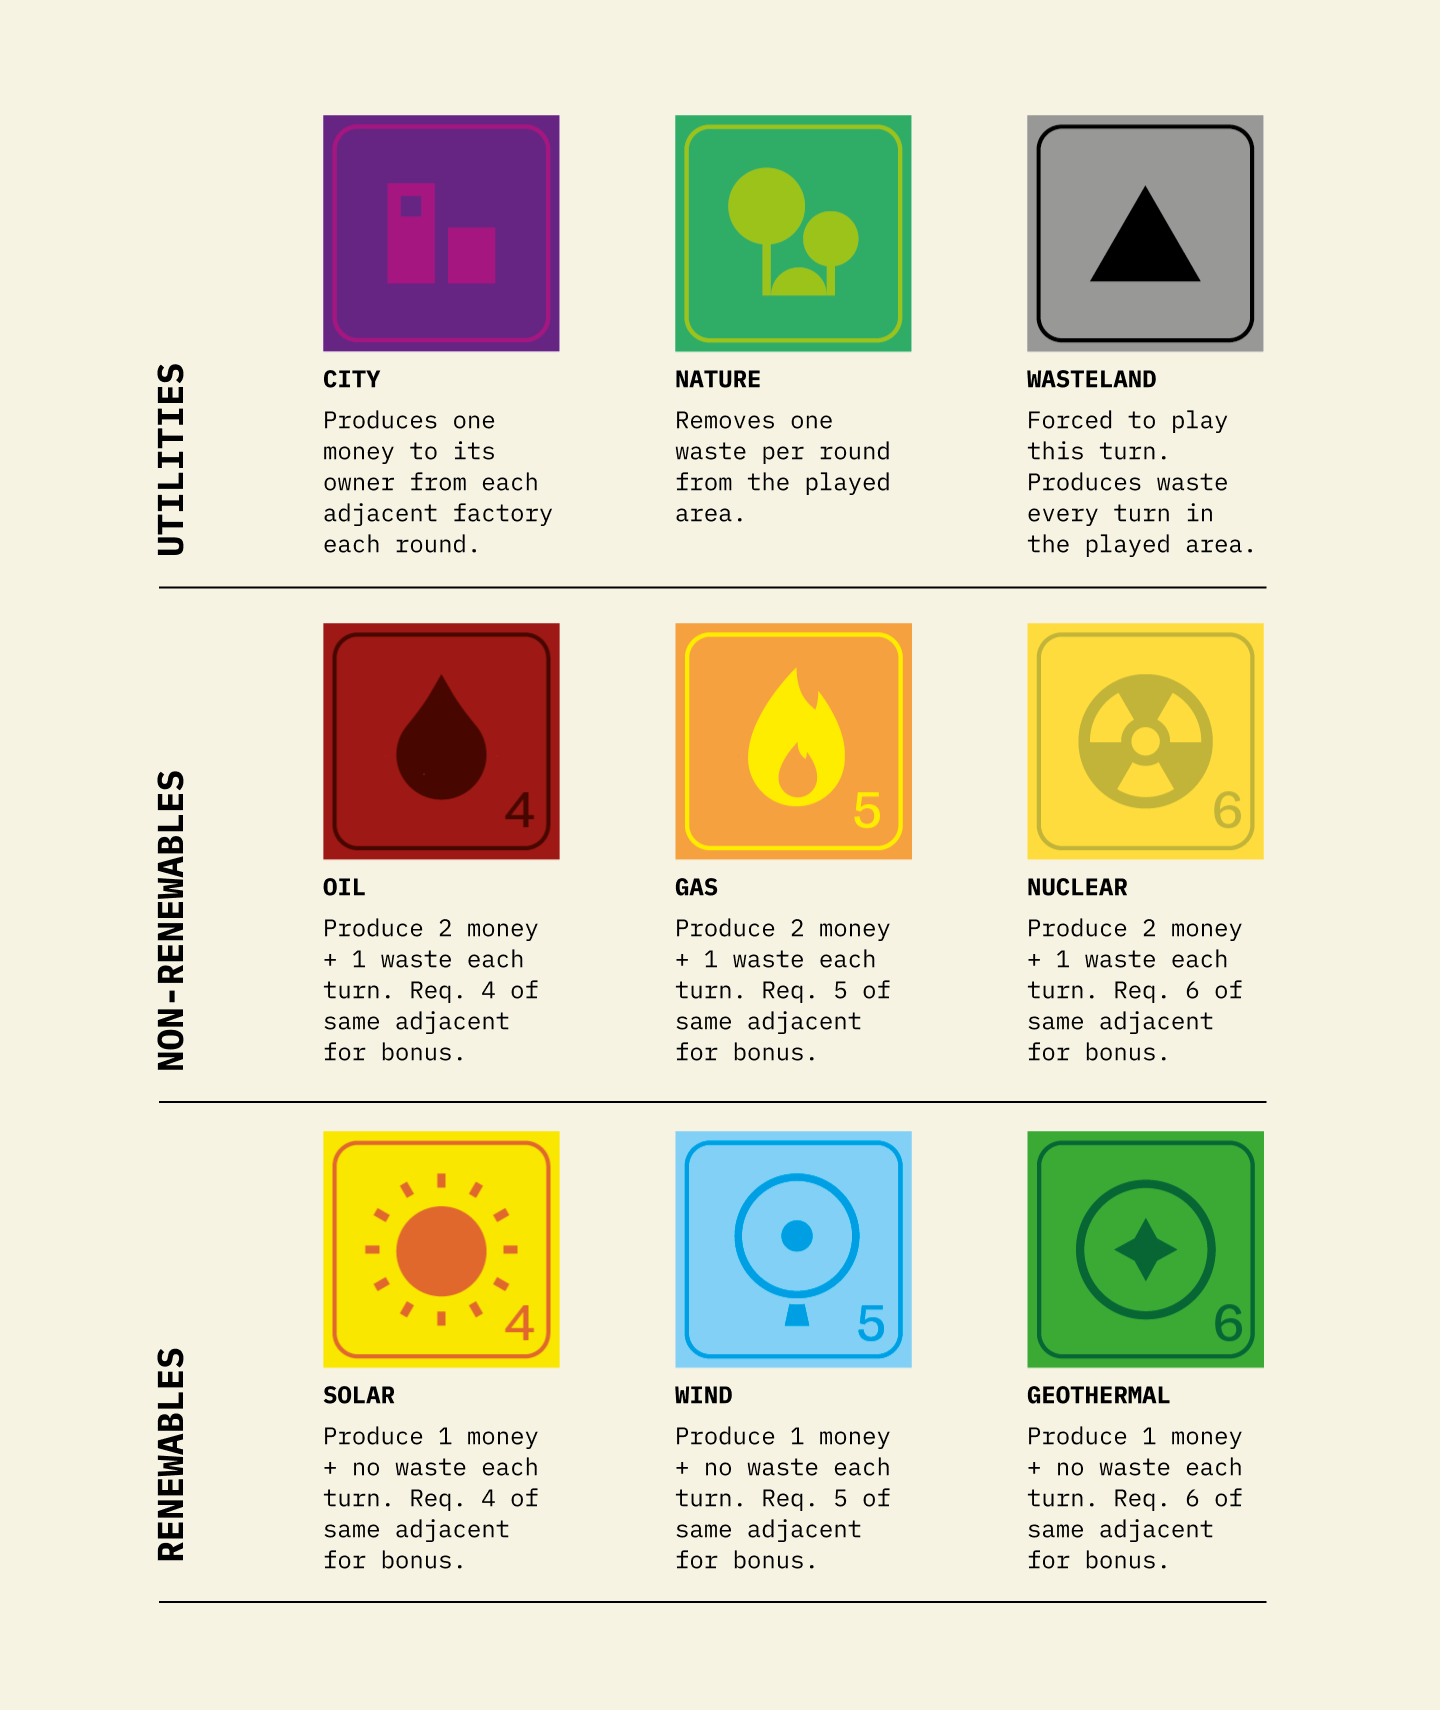 UTILITIES
CITY
Produces one
money to its
owner from each
adjacent factory
each round.
NATURE
Removes one
waste per round
from the played
area.
WASTELAND
Forced to play
this turn.
Produces waste
every turn in
the played area.
NON-RENEWABLES
4
OIL
Produce 2 money
+ 1 waste each
turn. Req. 4 of
same adjacent
for bonus.
5
GAS
Produce 2 money
+ 1 waste each
turn. Req. 5 of
same adjacent
for bonus.
6
NUCLEAR
Produce 2 money
+ 1 waste each
turn. Req. 6 of
same adjacent
for bonus.
RENEWABLES
4
SOLAR
Produce 1 money
+ no waste each
turn. Req. 4 of
same adjacent
for bonus.
5
WIND
Produce 1 money
+ no waste each
turn. Req. 5 of
same adjacent
for bonus.
6
GEOTHERMAL
Produce 1 money
+ no waste each
turn. Req. 6 of
same adjacent
for bonus.